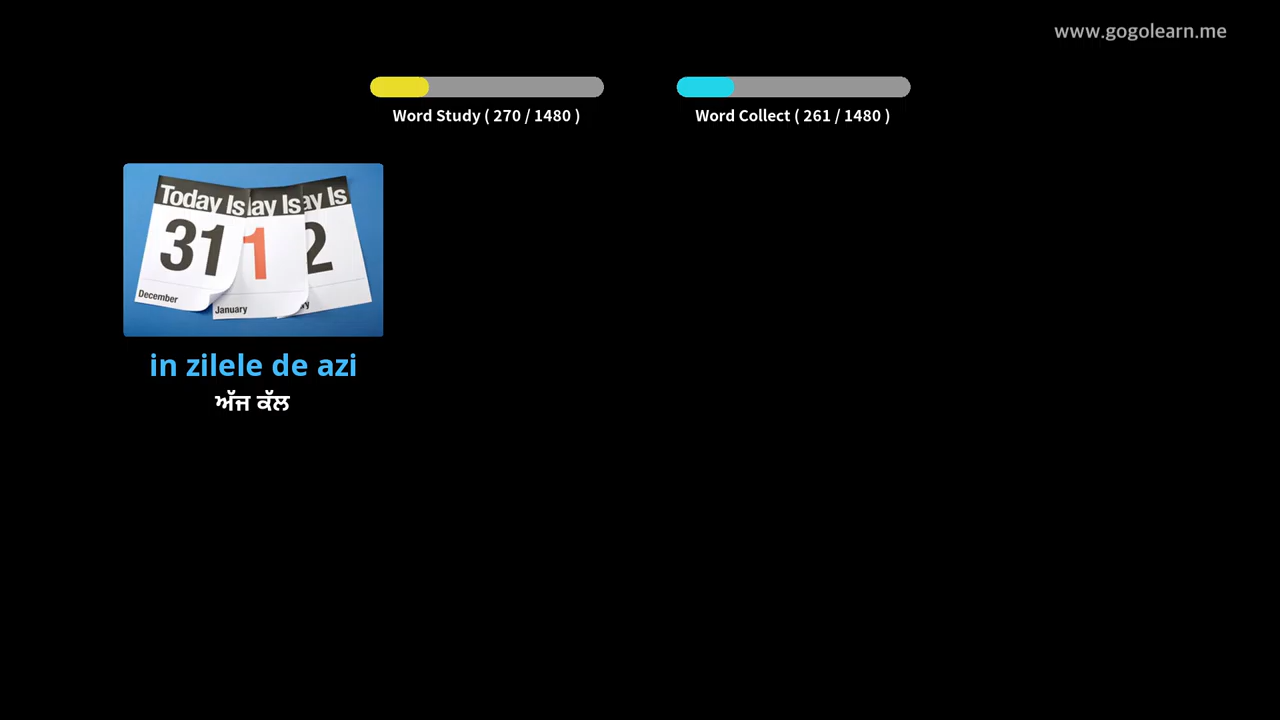 www.gogolearn.me
Word Study ( 270 / 1480 )
Word Collect ( 261 / 1480 )
Today Is ay Is ay Is
31 1 2
December
January
ry
in zilele de azi
ਅੱਜ ਕੱਲ